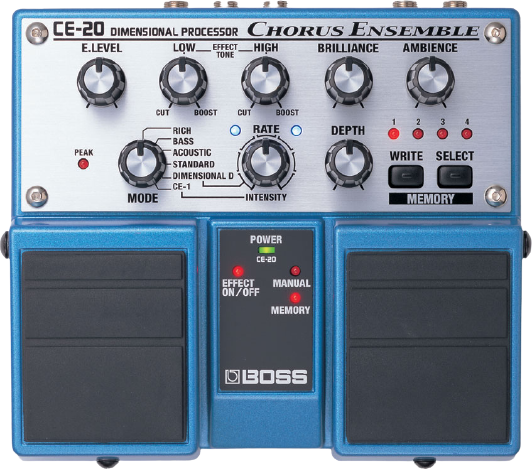 CE-20 DIMENSIONAL PROCESSOR CHORUS ENSEMBLE
E.LEVEL LOW EFFECT TONE HIGH BRILLIANCE AMBIENCE
CUT BOOST CUT BOOST
1 2 3 4
PEAK
RICH
BASS
ACOUSTIC
STANDARD
DIMENSIONAL D
CE-1
MODE
RATE
INTENSITY
DEPTH
WRITE SELECT
MEMORY
POWER
CE-20
EFFECT ON/OFF
MANUAL
MEMORY
BOSS